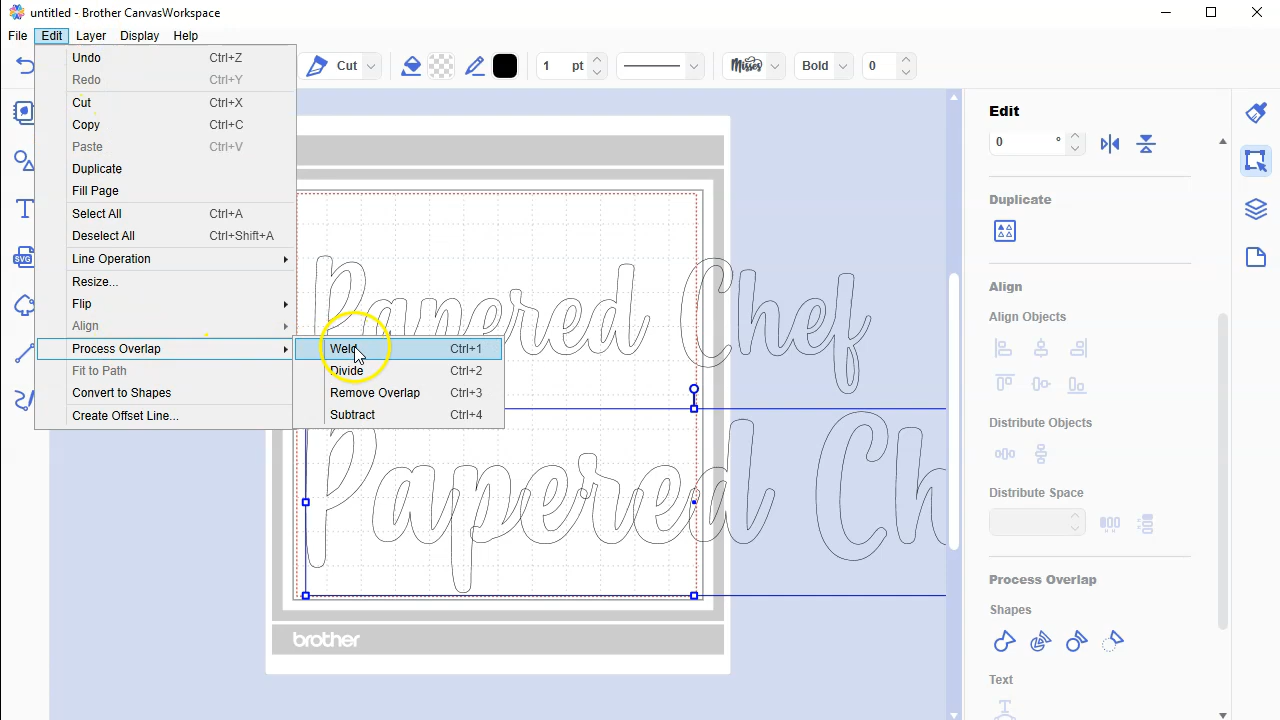 untitled - Brother CanvasWorkspace
File Edit Layer Display Help
Undo Ctrl+Z
Redo Ctrl+Y
Cut Ctrl+X
Copy Ctrl+C
Paste Ctrl+V
Duplicate
Fill Page
Select All Ctrl+A
Deselect All Ctrl+Shift+A
Line Operation
Resize...
Flip
Align
Process Overlap
Fit to Path
Convert to Shapes
Create Offset Line...
Weld Ctrl+1
Divide Ctrl+2
Remove Overlap Ctrl+3
Subtract Ctrl+4
Cut 1 pt Misses Bold 0
T
SVG
Papered Chef
Papered Ch
brother
Edit
0 °
Duplicate
Align
Align Objects
Distribute Objects
Distribute Space
Process Overlap
Shapes
Text